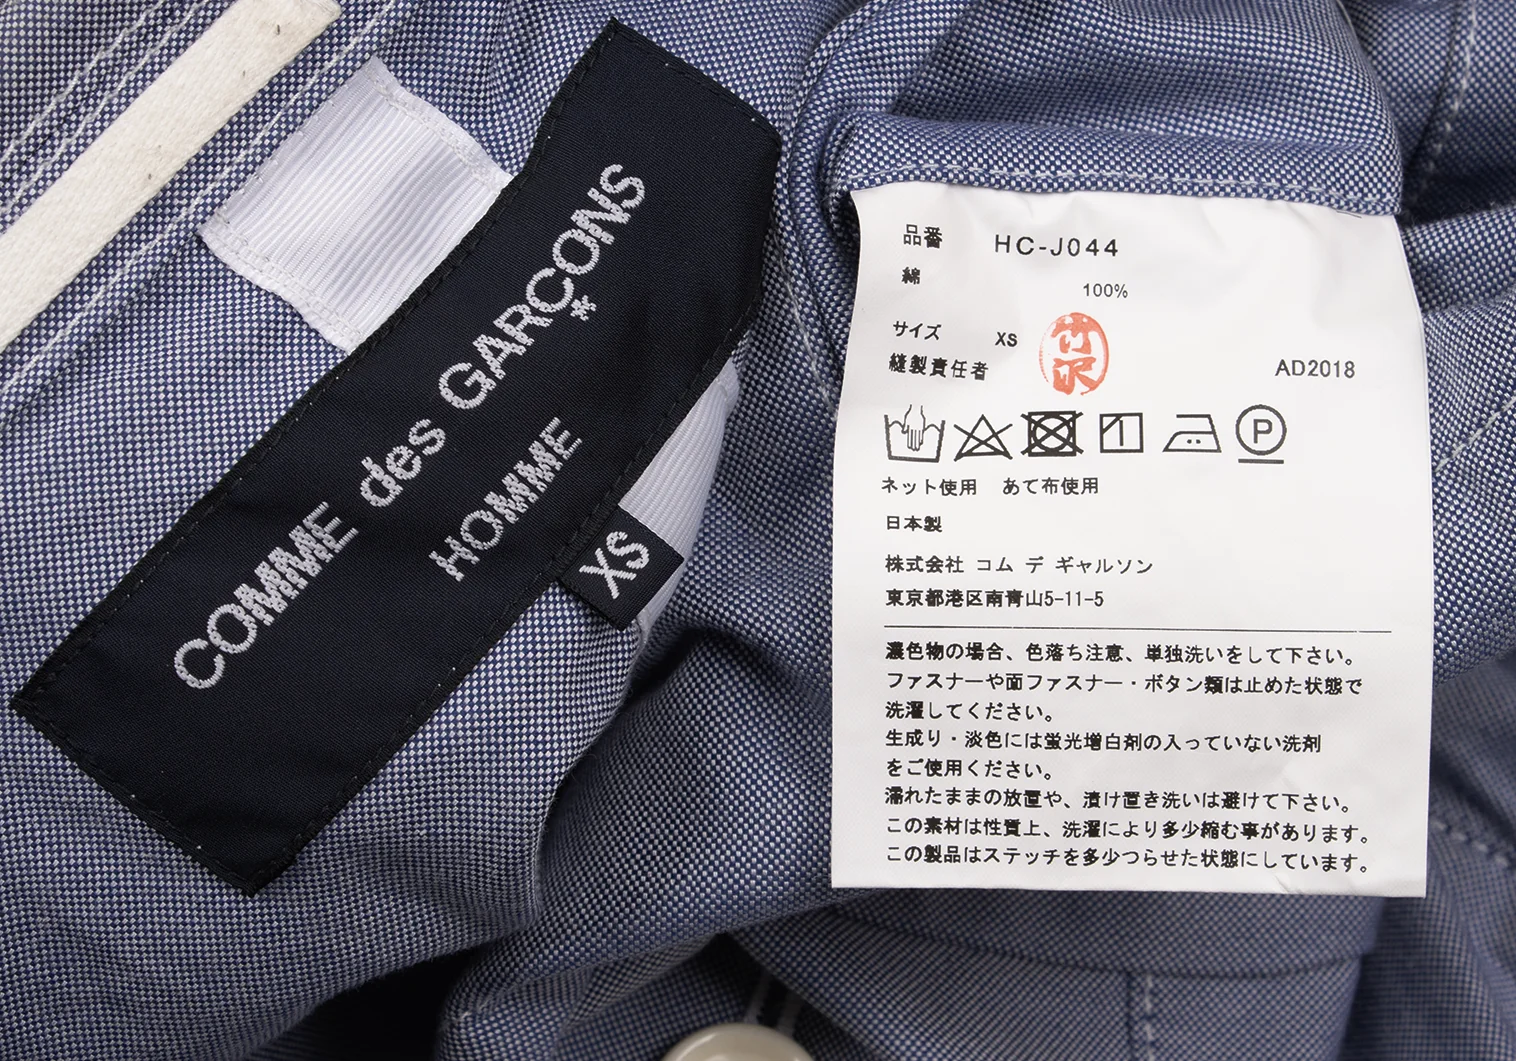 COMME des GARÇONS
HOMME
XS
品番 HC-J044
綿 100%
サイズ XS 竹沢
縫製責任者 AD2018
ネット使用 あて布使用
日本製
株式会社 コム デ ギャルソン
東京都港区南青山5-11-5
濃色物の場合、色落ち注意、単独洗いをして下さい。
ファスナーや面ファスナー・ボタン類は止めた状態で
洗濯してください。
生成り・淡色には蛍光増白剤の入っていない洗剤
をご使用ください。
濡れたままの放置や、漬け置き洗いは避けて下さい。
この素材は性質上、洗濯により多少縮む事があります。
この製品はステッチを多少つらせた状態にしています。